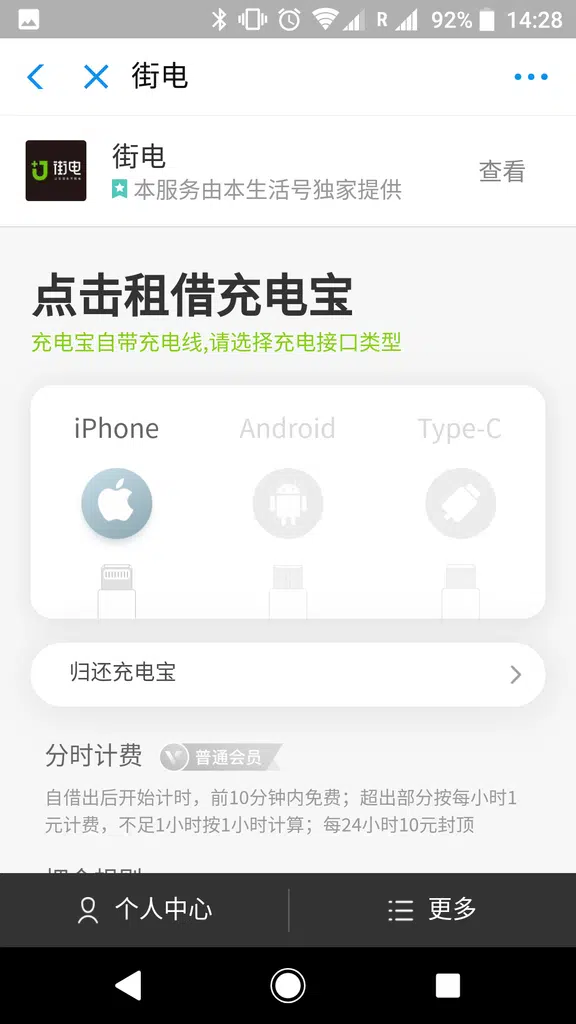 R 92% 14:28
街电
街电
街电
本服务由本生活号独家提供
查看
点击租借充电宝
充电宝自带充电线,请选择充电接口类型
iPhone
Android
Type-C
归还充电宝
分时计费
普通会员
自借出后开始计时，前10分钟内免费；超出部分按每小时1
元计费，不足1小时按1小时计算；每24小时10元封顶
个人中心
更多